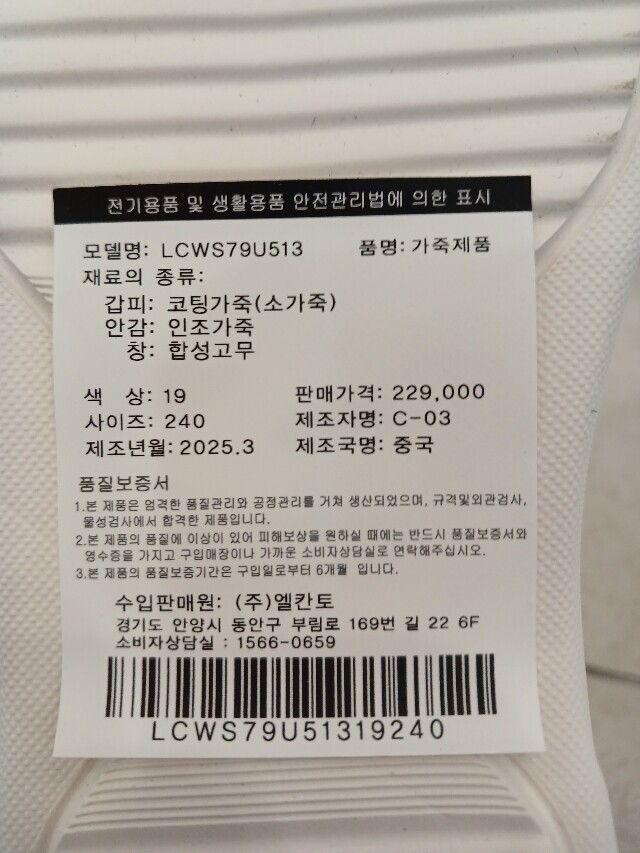 전기용품 및 생활용품 안전관리법에 의한 표시
모델명: LCWS79U513 품명: 가죽제품
재료의 종류:
갑피: 코팅가죽(소가죽)
안감: 인조가죽
창: 합성고무
색 상: 19 판매가격: 229,000
사이즈: 240 제조자명: C-03
제조년월: 2025.3 제조국명: 중국
품질보증서
1.본 제품은 엄격한 품질관리와 공정관리를 거쳐 생산되었으며, 규격및외관검사,
물성검사에서 합격한 제품입니다.
2.본 제품의 품질에 이상이 있어 피해보상을 원하실 때에는 반드시 품질보증서와
영수증을 가지고 구입매장이나 가까운 소비자상담실로 연락해주십시오.
3.본 제품의 품질보증기간은 구입일로부터 6개월 입니다.
수입판매원: (주)엘칸토
경기도 안양시 동안구 부림로 169번 길 22 6F
소비자상담실 : 1566-0659
LCWS79U51319240